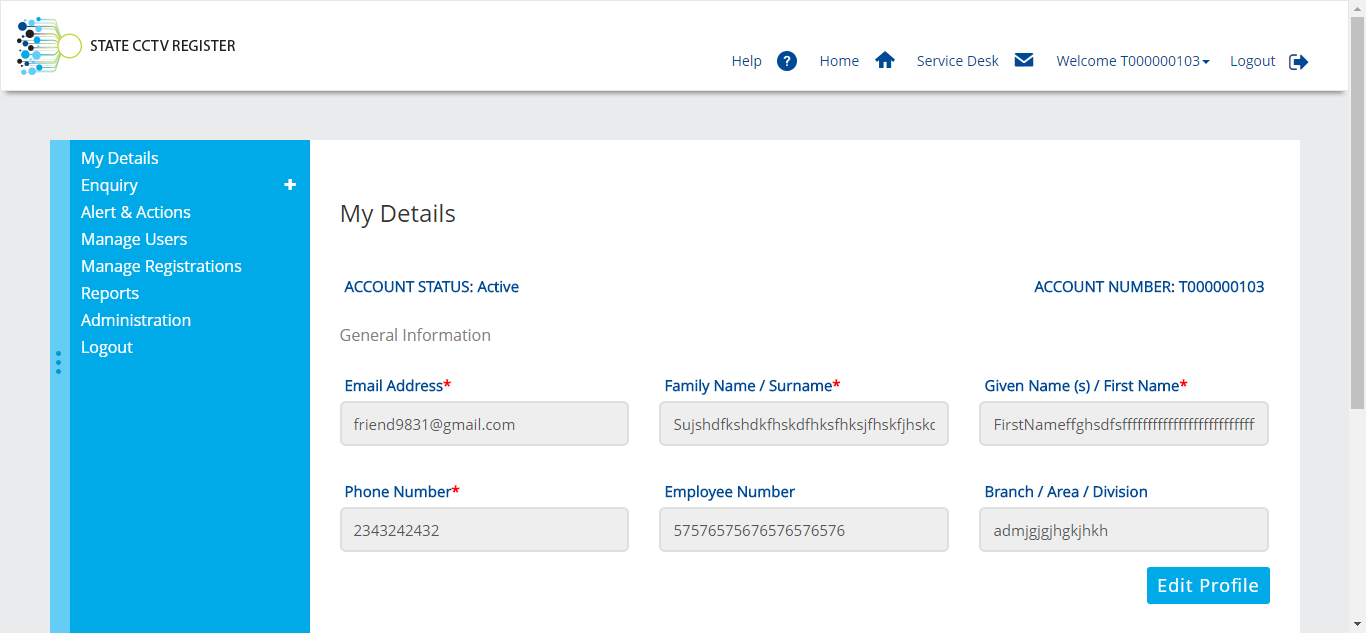 STATE CCTV REGISTER
Help ? Home Service Desk Welcome T000000103 Logout
My Details
Enquiry +
Alert & Actions
Manage Users
Manage Registrations
Reports
Administration
Logout
My Details
ACCOUNT STATUS: Active ACCOUNT NUMBER: T000000103
General Information
Email Address* Family Name / Surname* Given Name (s) / First Name*
friend9831@gmail.com Sujshdfkshdkfhskdfhksfhksjfhskfjhskc
Phone Number* Employee Number Branch / Area / Division
2343242432 57576575676576576576 admjgjgjhgkjhkh
Edit Profile